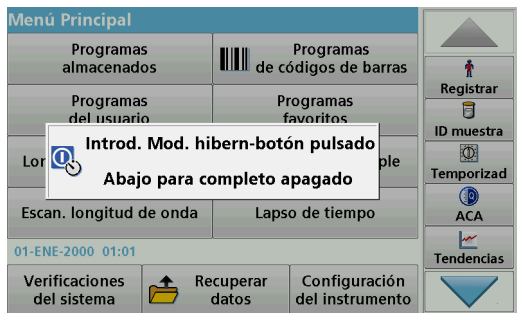 Menú Principal
Programas
almacenados
Programas
de códigos de barras
Programas
del usuario
Programas
favoritos
Introd. Mod. hibern-botón pulsado
Abajo para completo apagado
Lor
ple
Escan. longitud de onda
Lapso de tiempo
01-ENE-2000 01:01
Verificaciones
del sistema
Recuperar
datos
Configuración
del instrumento
Registrar
ID muestra
Temporizad
ACA
Tendencias